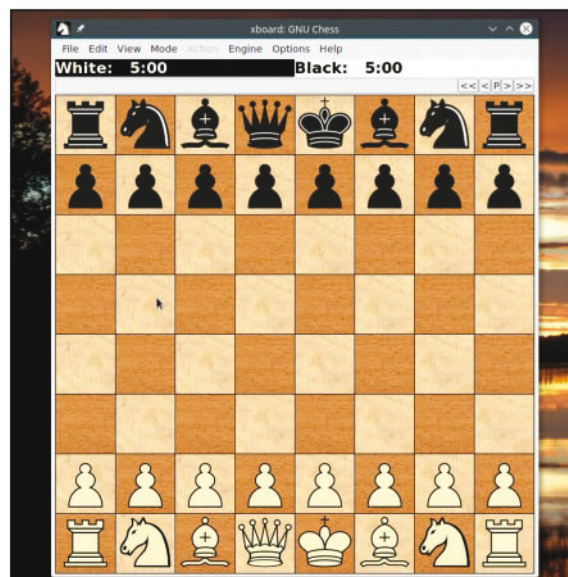 xboard: GNU Chess
File Edit View Mode Action Engine Options Help
White: 5:00 Black: 5:00
<< < P > >>